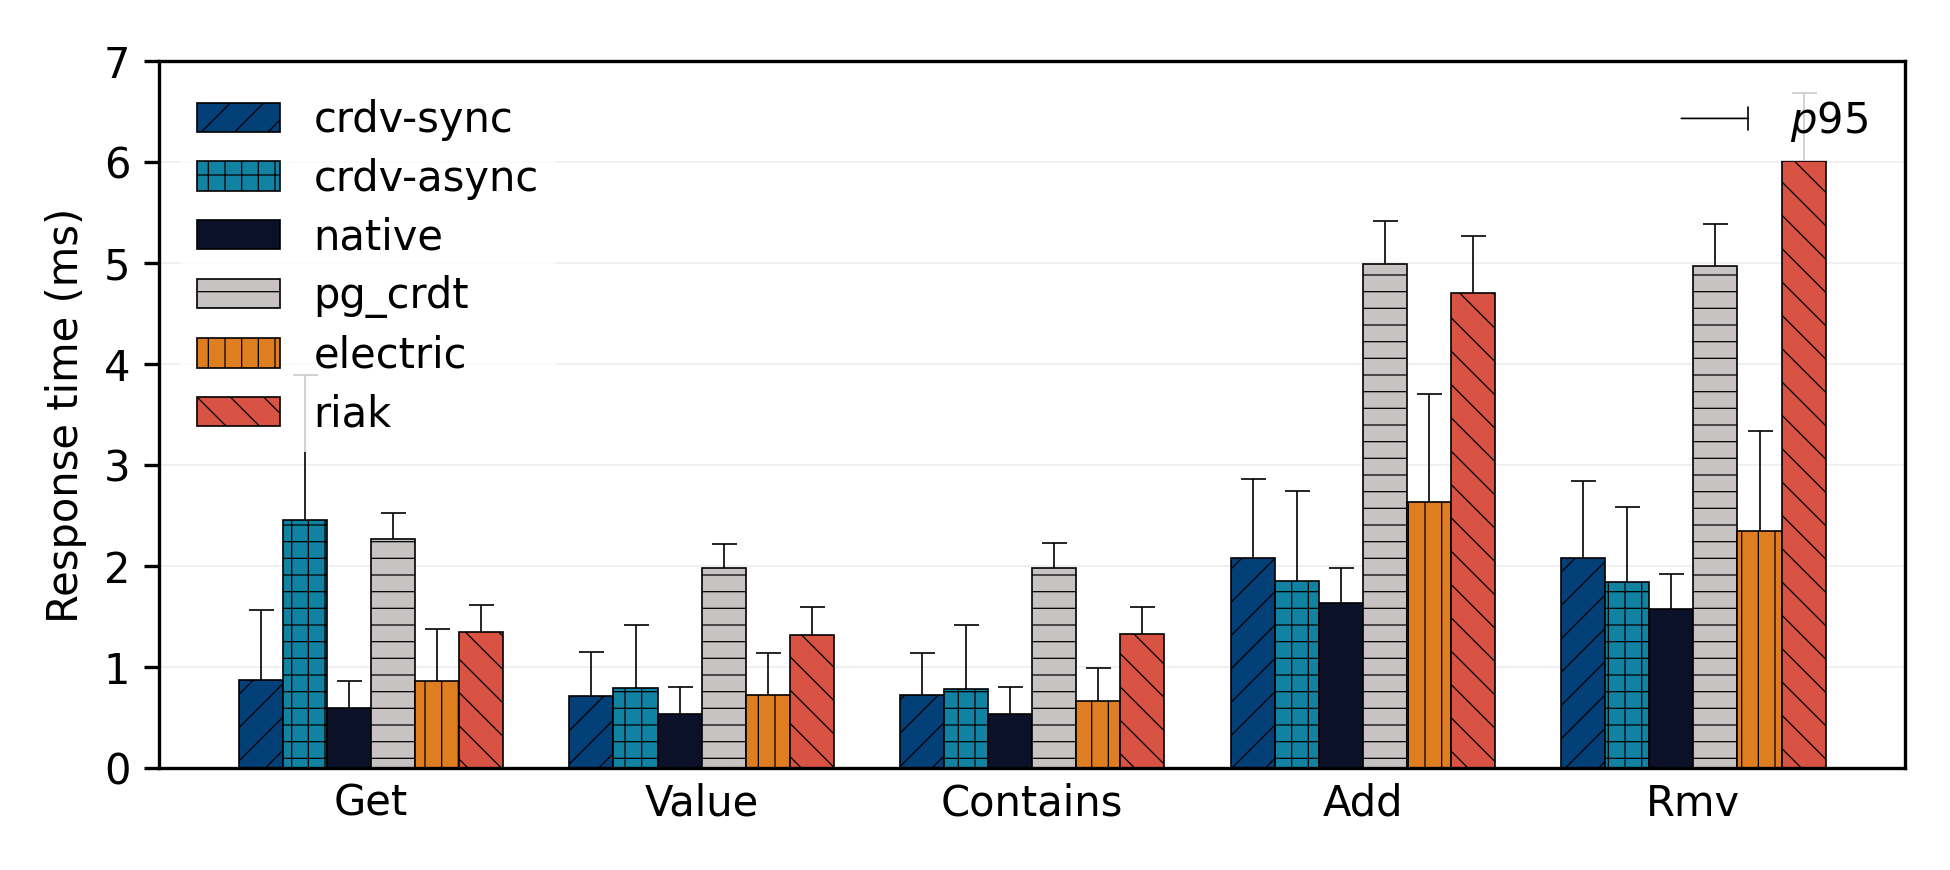 Response time (ms)
7
6
5
4
3
2
1
0
crdv-sync
crdv-async
native
pg_crdt
electric
riak
p95
Get
Value
Contains
Add
Rmv